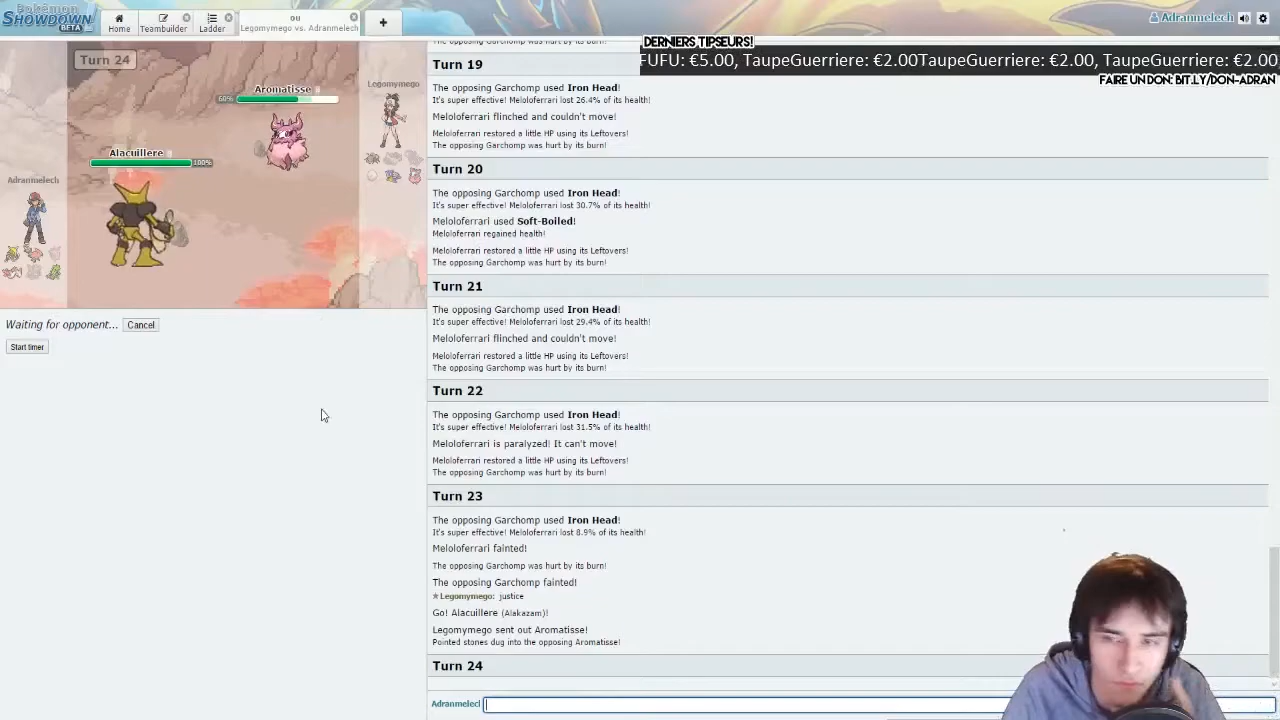 Pokémon
SHOWDOWN
BETA
Home
Teambuilder
Ladder
ou
Legomymego vs. Adranmelech
+
Adranmelech
DERNIERS TIPSEURS!
FUFU: €5.00, TaupeGuerriere: €2.00TaupeGuerriere: €2.00, TaupeGuerriere: €2.00
FAIRE UN DON: BIT.LY/DON-ADRAN
Turn 24
Aromatisse
60%
Legomymego
Alacuillere
100%
Adranmelech
Waiting for opponent...
Cancel
Start timer
The opposing Garchomp was hurt by its burn!
Turn 19
The opposing Garchomp used Iron Head!
It's super effective! Meloloferrari lost 26.4% of its health!
Meloloferrari flinched and couldn't move!
Meloloferrari restored a little HP using its Leftovers!
The opposing Garchomp was hurt by its burn!
Turn 20
The opposing Garchomp used Iron Head!
It's super effective! Meloloferrari lost 30.7% of its health!
Meloloferrari used Soft-Boiled!
Meloloferrari regained health!
Meloloferrari restored a little HP using its Leftovers!
The opposing Garchomp was hurt by its burn!
Turn 21
The opposing Garchomp used Iron Head!
It's super effective! Meloloferrari lost 29.4% of its health!
Meloloferrari flinched and couldn't move!
Meloloferrari restored a little HP using its Leftovers!
The opposing Garchomp was hurt by its burn!
Turn 22
The opposing Garchomp used Iron Head!
It's super effective! Meloloferrari lost 31.5% of its health!
Meloloferrari is paralyzed! It can't move!
Meloloferrari restored a little HP using its Leftovers!
The opposing Garchomp was hurt by its burn!
Turn 23
The opposing Garchomp used Iron Head!
It's super effective! Meloloferrari lost 8.9% of its health!
Meloloferrari fainted!
The opposing Garchomp was hurt by its burn!
The opposing Garchomp fainted!
★Legomymego: justice
Go! Alacuillere (Alakazam)!
Legomymego sent out Aromatisse!
Pointed stones dug into the opposing Aromatisse!
Turn 24
Adranmelecl